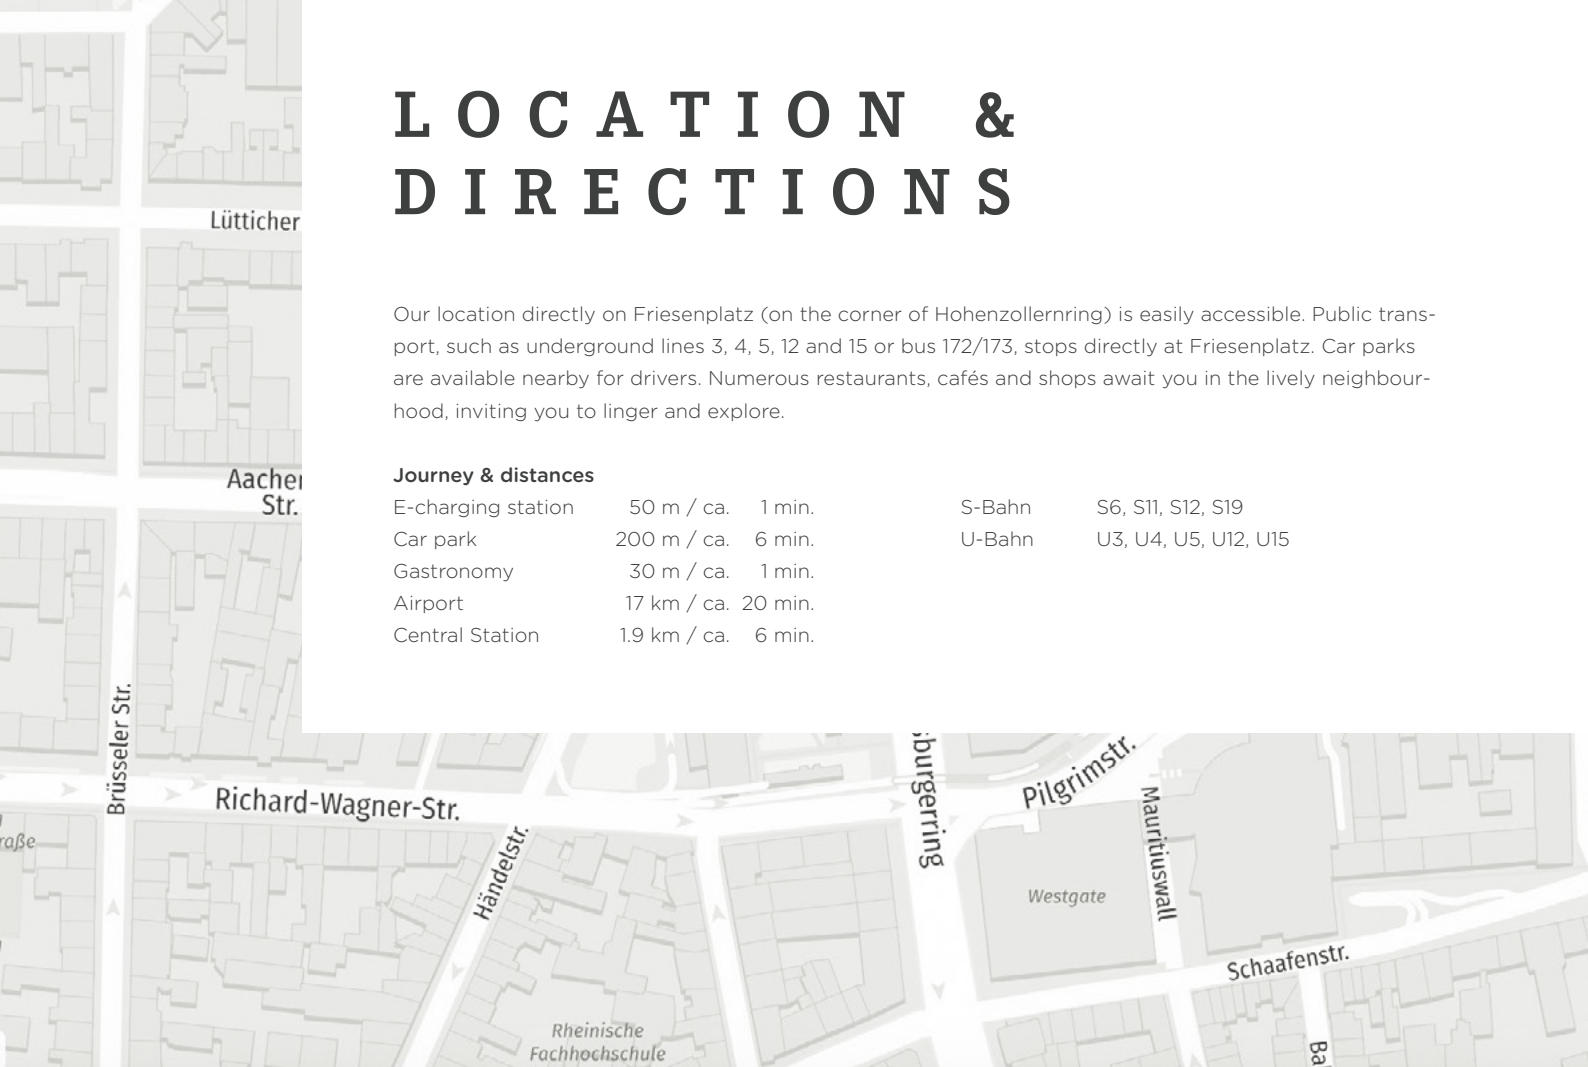 LOCATION &
DIRECTIONS
Our location directly on Friesenplatz (on the corner of Hohenzollernring) is easily accessible. Public trans-
port, such as underground lines 3, 4, 5, 12 and 15 or bus 172/173, stops directly at Friesenplatz. Car parks
are available nearby for drivers. Numerous restaurants, cafés and shops await you in the lively neighbour-
hood, inviting you to linger and explore.
Journey & distances
E-charging station 50 m / ca. 1 min.
Car park 200 m / ca. 6 min.
Gastronomy 30 m / ca. 1 min.
Airport 17 km / ca. 20 min.
Central Station 1.9 km / ca. 6 min.
S-Bahn S6, S11, S12, S19
U-Bahn U3, U4, U5, U12, U15
Lütticher
Aachen
Str.
Brüsseler Str.
Richard-Wagner-Str.
raße
Händelstr.
sburgerring
Pilgrimstr.
Mauritiuswall
Westgate
Schaafenstr.
Rheinische
Fachhochschule
Ba